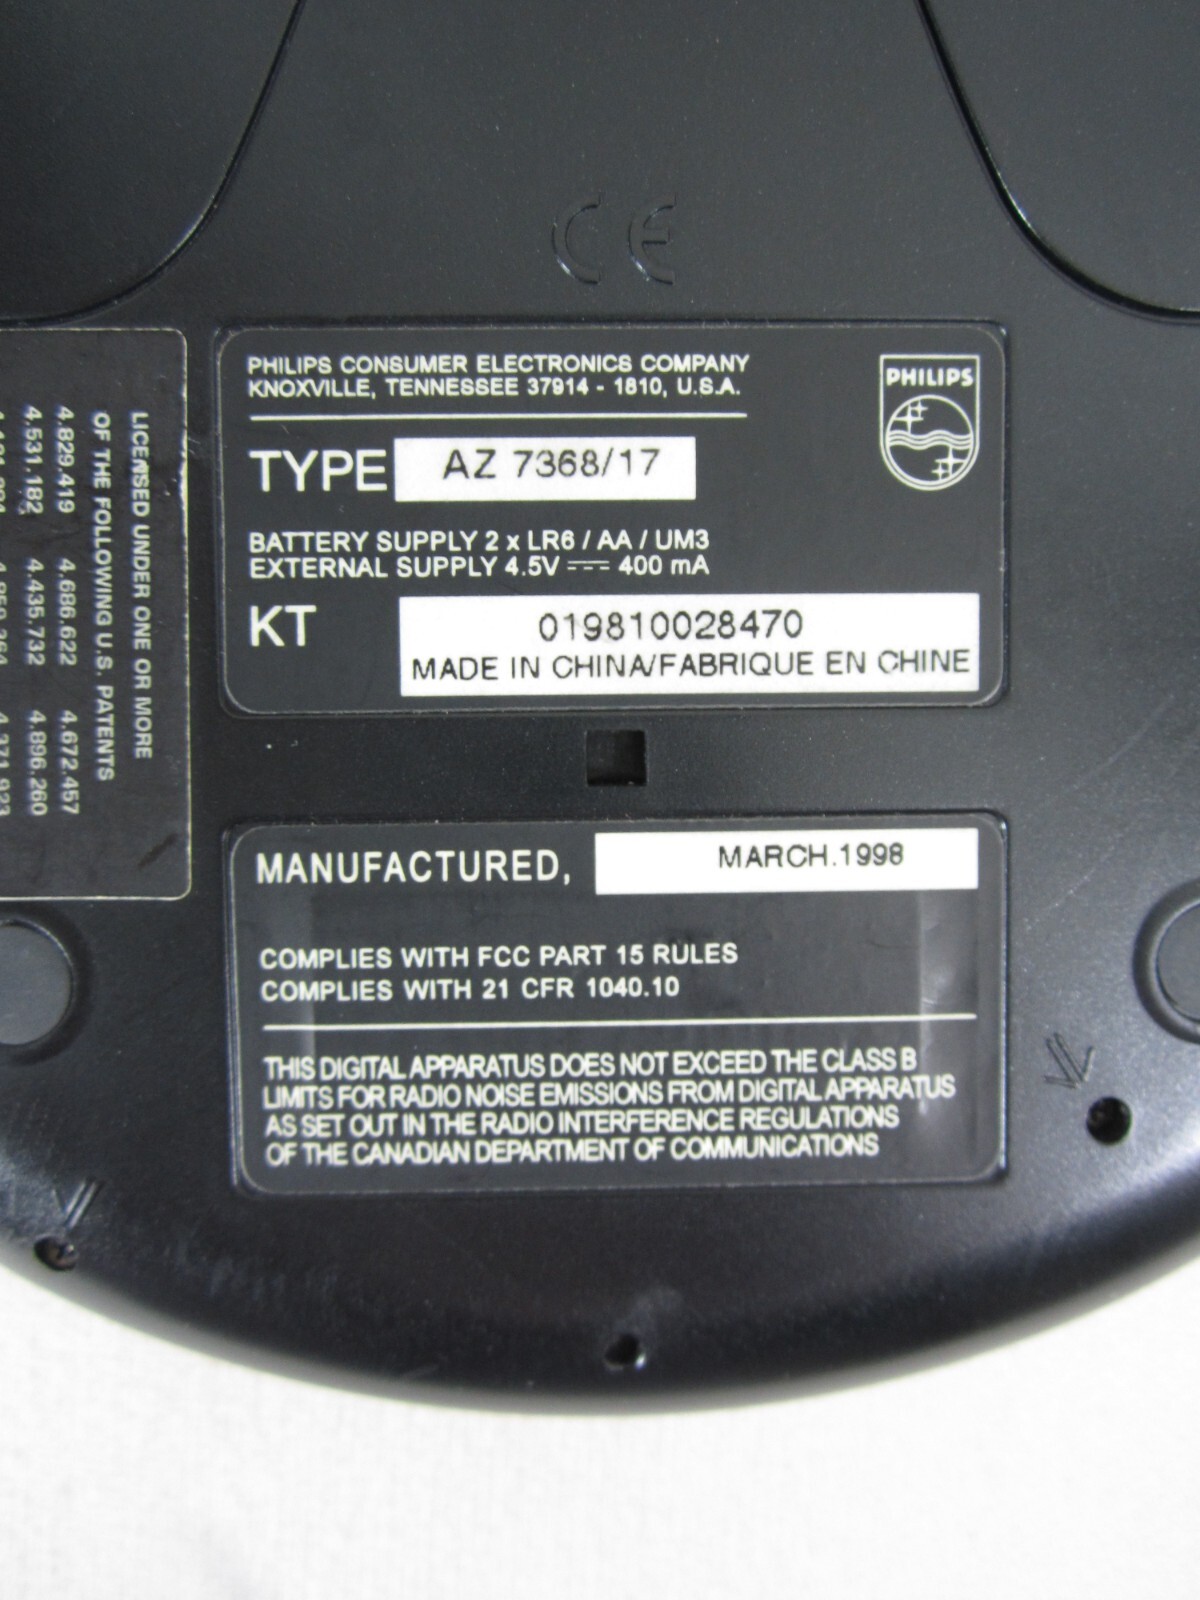 CE
PHILIPS CONSUMER ELECTRONICS COMPANY
KNOXVILLE, TENNESSEE 37914 - 1810, U.S.A.
PHILIPS
TYPE AZ 7368/17
BATTERY SUPPLY 2 x LR6 / AA / UM3
EXTERNAL SUPPLY 4.5V ⎓ 400 mA
KT 019810028470
MADE IN CHINA/FABRIQUE EN CHINE
MANUFACTURED, MARCH.1998
COMPLIES WITH FCC PART 15 RULES
COMPLIES WITH 21 CFR 1040.10
THIS DIGITAL APPARATUS DOES NOT EXCEED THE CLASS B
LIMITS FOR RADIO NOISE EMISSIONS FROM DIGITAL APPARATUS
AS SET OUT IN THE RADIO INTERFERENCE REGULATIONS
OF THE CANADIAN DEPARTMENT OF COMMUNICATIONS
LICENSED UNDER ONE OR MORE
OF THE FOLLOWING U.S. PATENTS
4.829.419 4.686.622 4.672.457
4.531.182 4.435.732 4.896.260